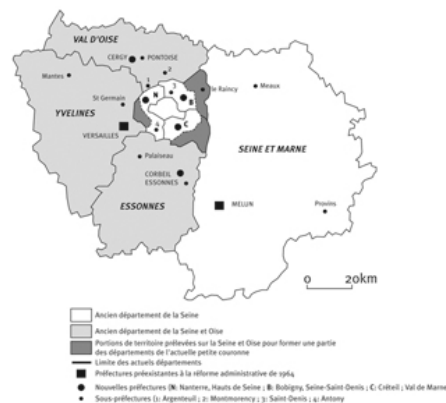 VAL D'OISE
CERGY
PONTOISE
2
Mantes
1
3
le Raincy
Meaux
N
B
St Germain
YVELINES
C
4
VERSAILLES
SEINE ET MARNE
Palaiseau
CORBEIL
ESSONNES
ESSONNES
MELUN
Provins
0 20km
Ancien département de la Seine
Ancien département de la Seine et Oise
Portions de territoire prélevées sur la Seine et Oise pour former une partie
des départements de l'actuelle petite couronne
Limite des actuels départements
Préfectures préexistantes à la réforme administrative de 1964
Nouvelles préfectures (N: Nanterre, Hauts de Seine ; B: Bobigny, Seine-Saint-Denis ; C: Créteil ; Val de Marne)
Sous-préfectures (1: Argenteuil ; 2: Montmorency ; 3: Saint-Denis ; 4: Antony)